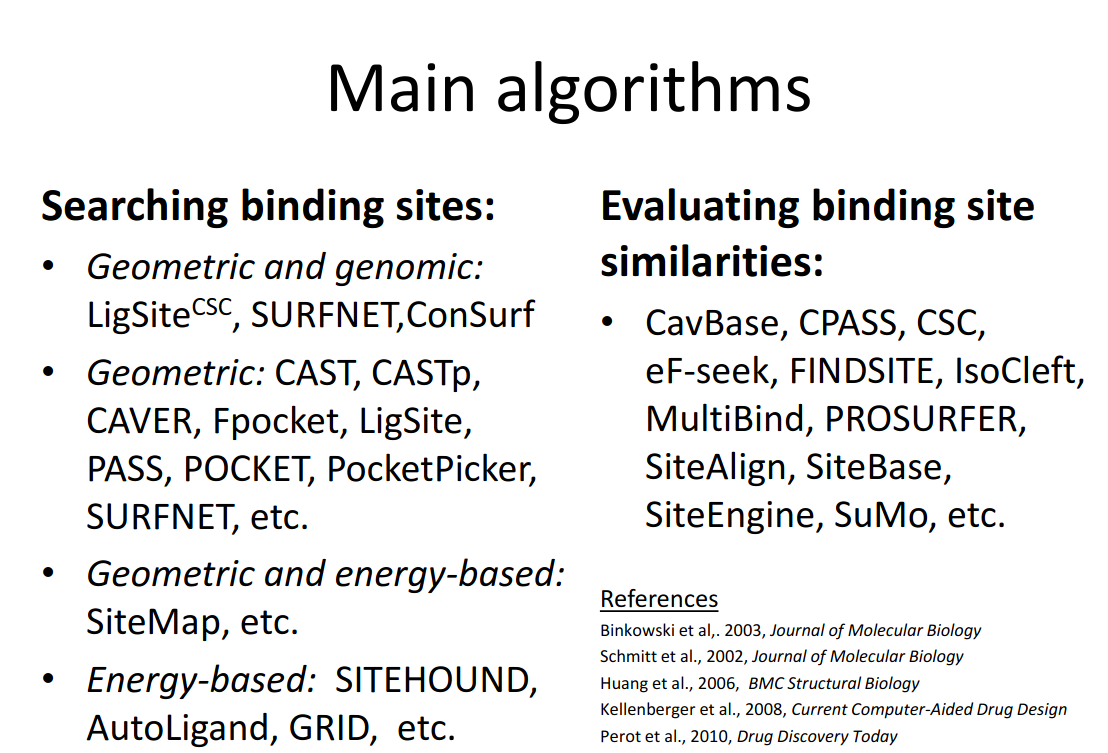 Main algorithms
Searching binding sites:
• Geometric and genomic:
LigSiteCSC, SURFNET,ConSurf
• Geometric: CAST, CASTp,
CAVER, Fpocket, LigSite,
PASS, POCKET, PocketPicker,
SURFNET, etc.
• Geometric and energy-based:
SiteMap, etc.
• Energy-based: SITEHOUND,
AutoLigand, GRID, etc.
Evaluating binding site
similarities:
• CavBase, CPASS, CSC,
eF-seek, FINDSITE, IsoCleft,
MultiBind, PROSURFER,
SiteAlign, SiteBase,
SiteEngine, SuMo, etc.
References
Binkowski et al,. 2003, Journal of Molecular Biology
Schmitt et al., 2002, Journal of Molecular Biology
Huang et al., 2006, BMC Structural Biology
Kellenberger et al., 2008, Current Computer-Aided Drug Design
Perot et al., 2010, Drug Discovery Today